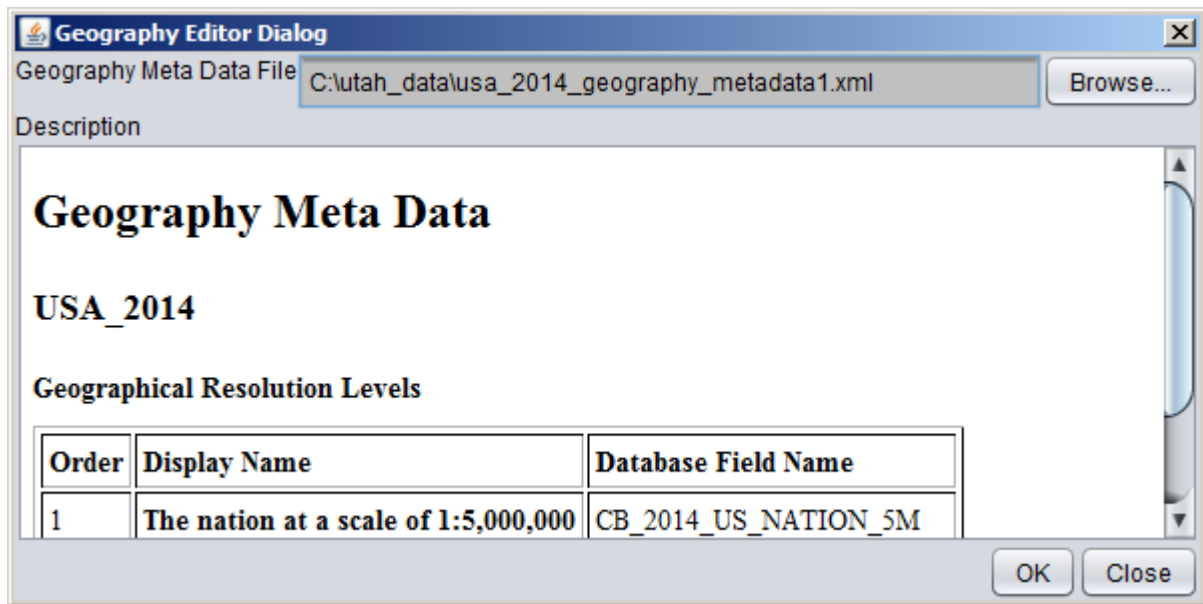 Geography Editor Dialog
Geography Meta Data File C:\utah_data\usa_2014_geography_metadata1.xml Browse...
Description
Geography Meta Data
USA_2014
Geographical Resolution Levels
Order Display Name Database Field Name
1 The nation at a scale of 1:5,000,000 CB_2014_US_NATION_5M
OK Close